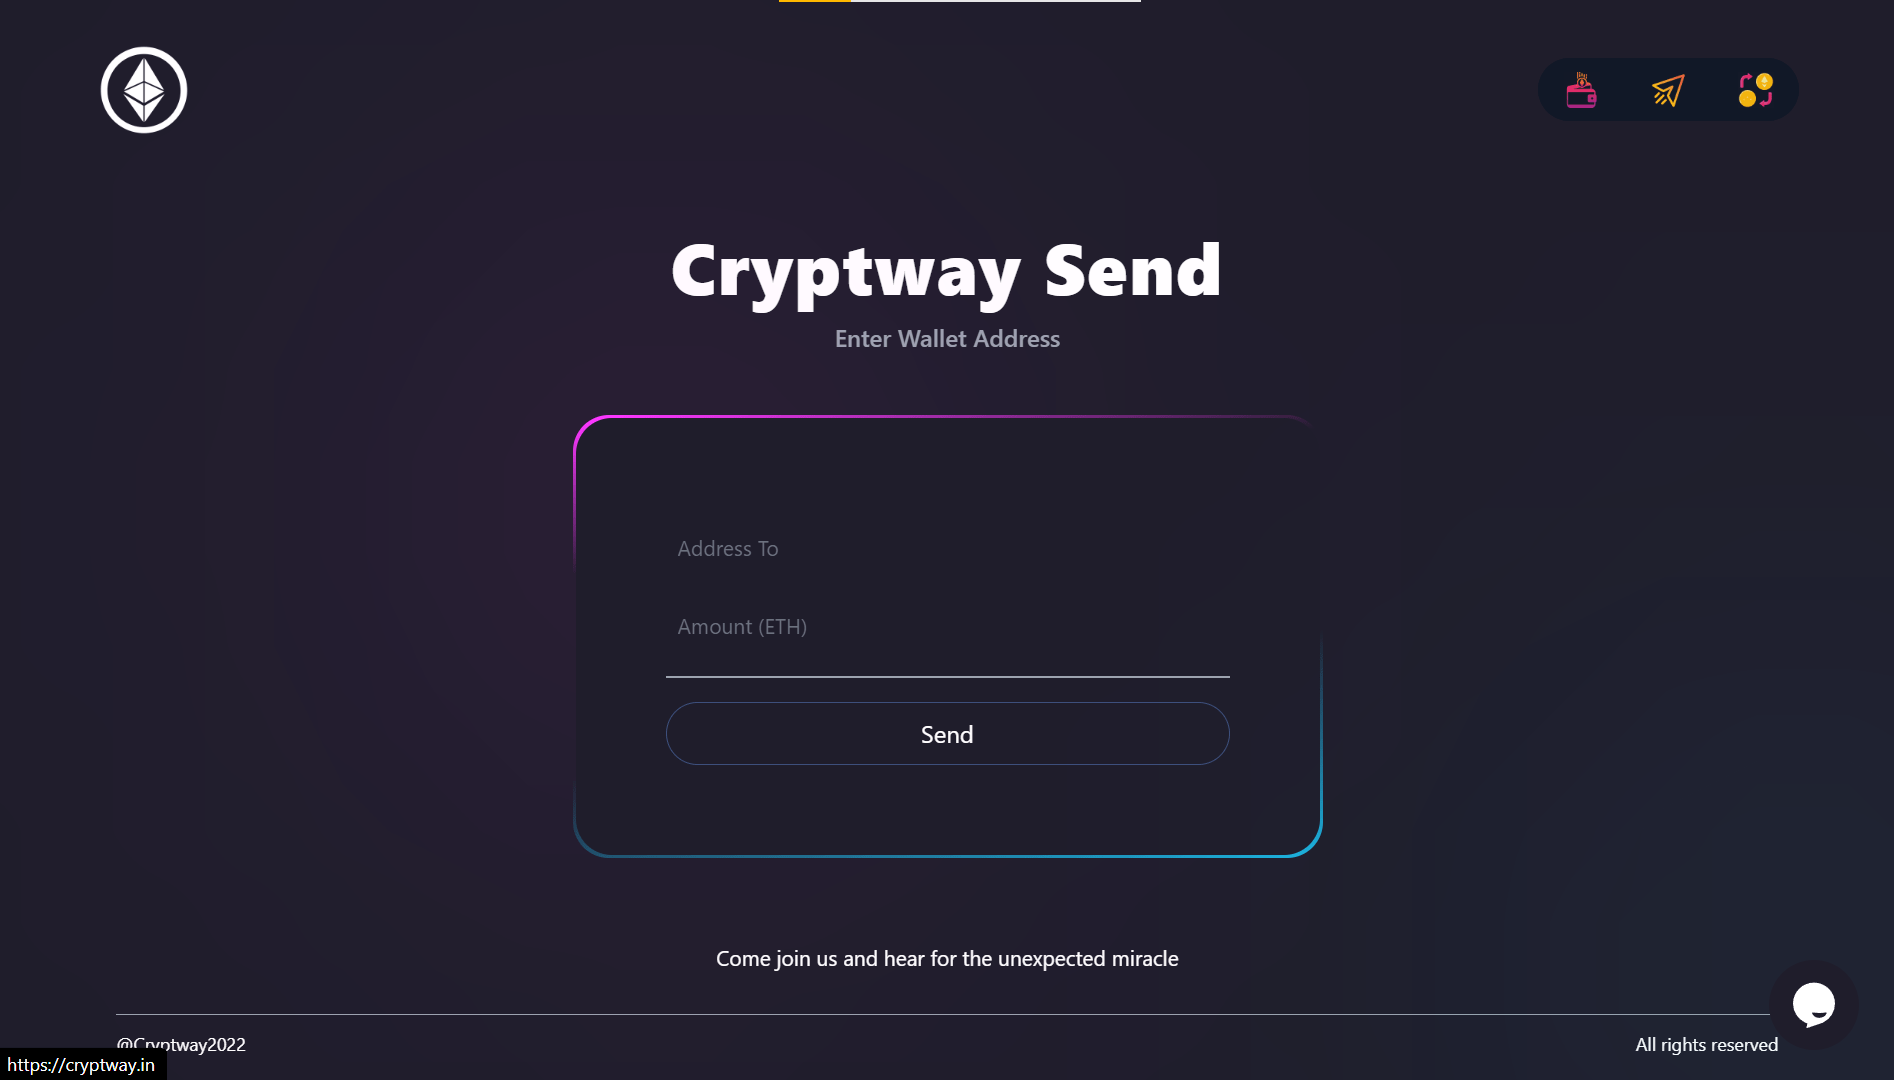 Cryptway Send
Enter Wallet Address
Address To
Amount (ETH)
Send
Come join us and hear for the unexpected miracle
@Cryptway2022
All rights reserved
https://cryptway.in